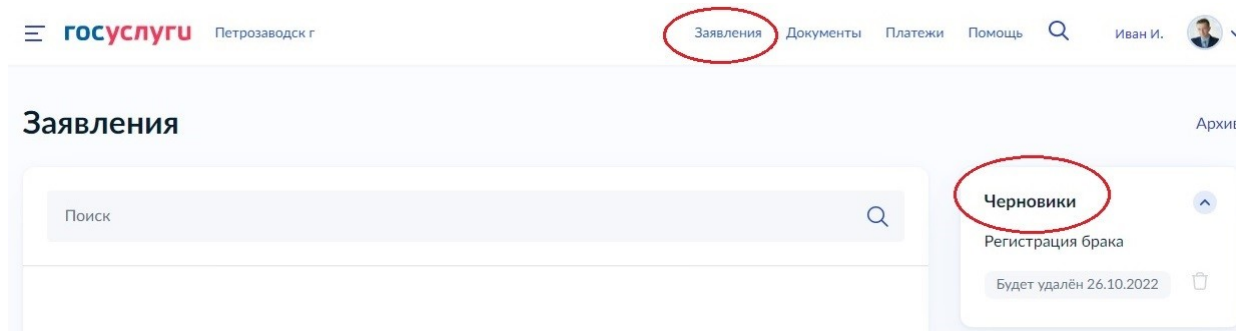 госуслуги Петрозаводск г Заявления Документы Платежи Помощь Иван И.
Заявления
Архив
Поиск
Черновики
Регистрация брака
Будет удалён 26.10.2022